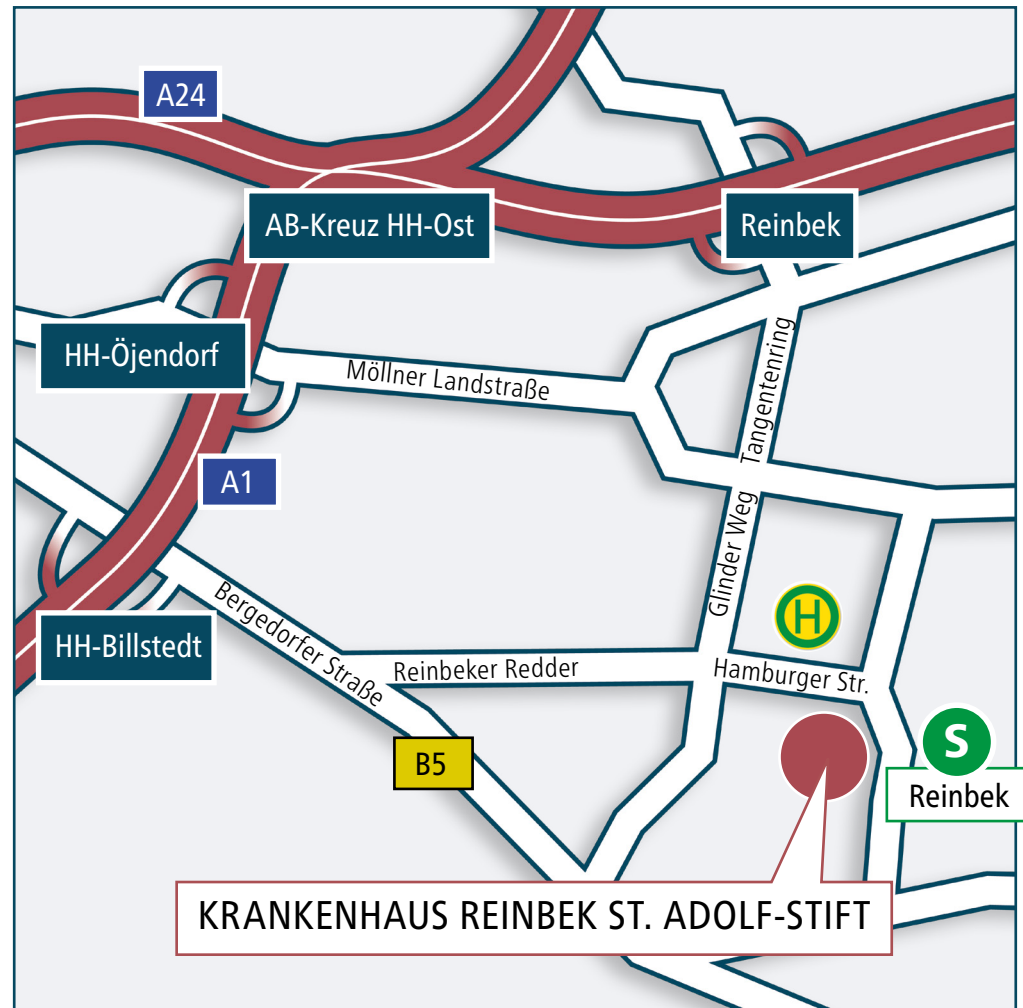 A24
AB-Kreuz HH-Ost
Reinbek
HH-Öjendorf
Möllner Landstraße
Tangentenring
A1
Glinder Weg
H
Bergedorfer Straße
HH-Billstedt
Reinbeker Redder
Hamburger Str.
S
B5
Reinbek
KRANKENHAUS REINBEK ST. ADOLF-STIFT